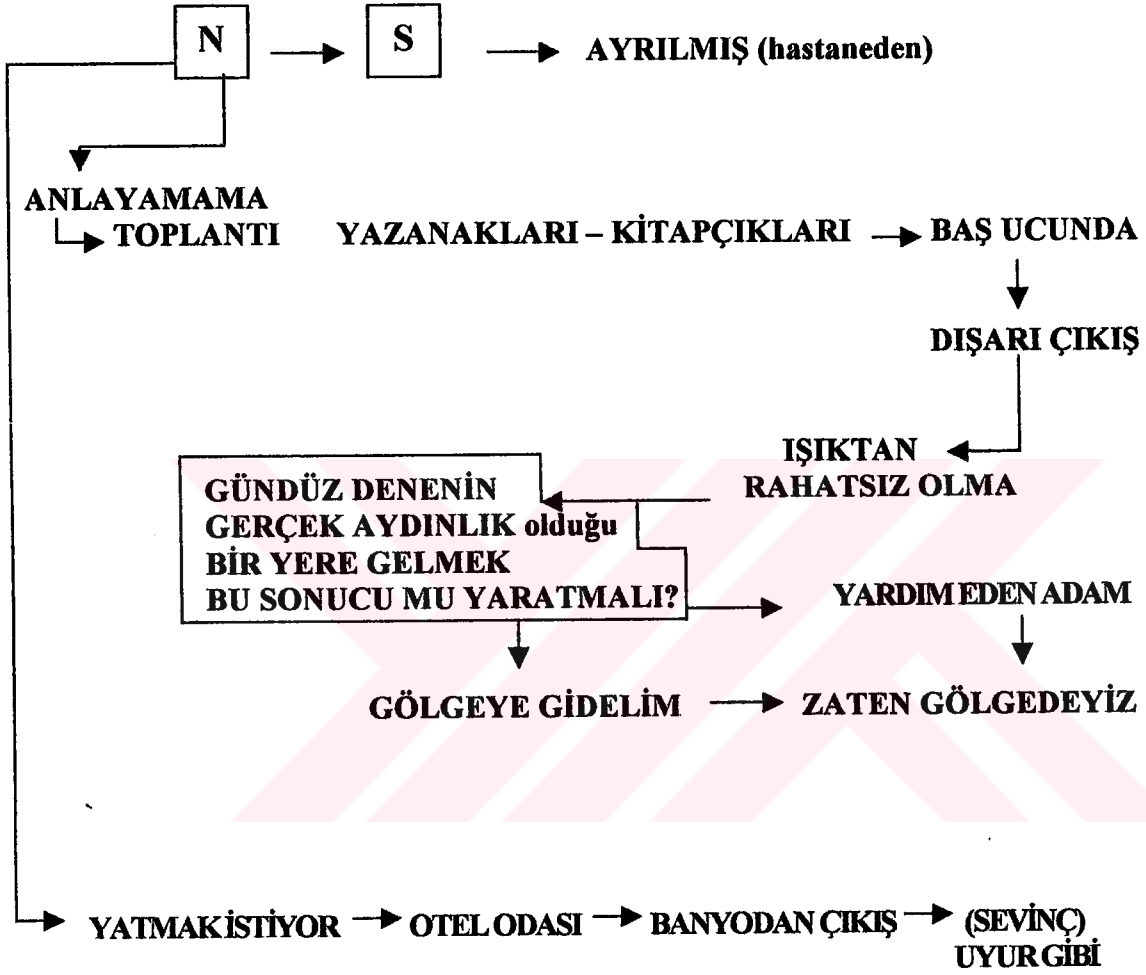 N S AYRILMIŞ (hastaneden)
ANLAYAMAMA
TOPLANTI YAZANAKLARI – KİTAPÇIKLARI BAŞ UCUNDA
DIŞARI ÇIKIŞ
IŞIKTAN
RAHATSIZ OLMA
GÜNDÜZ DENENİN
GERÇEK AYDINLIK olduğu
BİR YERE GELMEK
BU SONUCU MU YARATMALI?
YARDIM EDEN ADAM
GÖLGEYE GİDELİM ZATEN GÖLGEDEYİZ
YATMAK İSTİYOR OTEL ODASI BANYODAN ÇIKIŞ (SEVİNÇ)
UYUR GİBİ